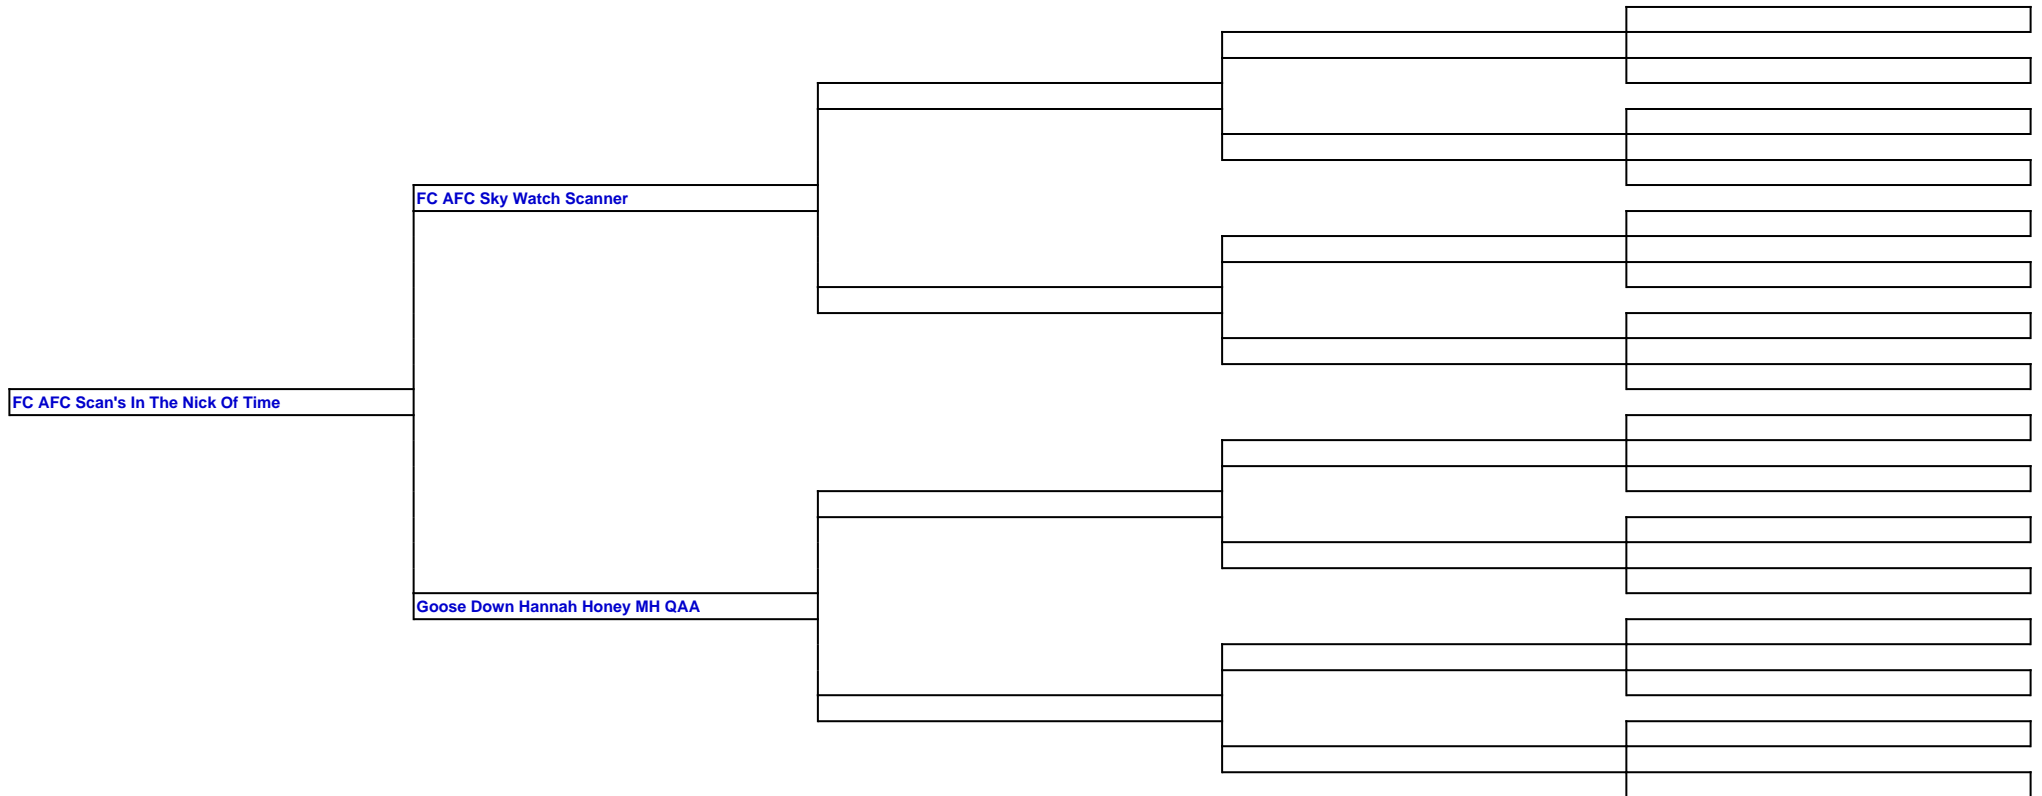 FC AFC Sky Watch Scanner
FC AFC Scan's In The Nick Of Time
Goose Down Hannah Honey MH QAA